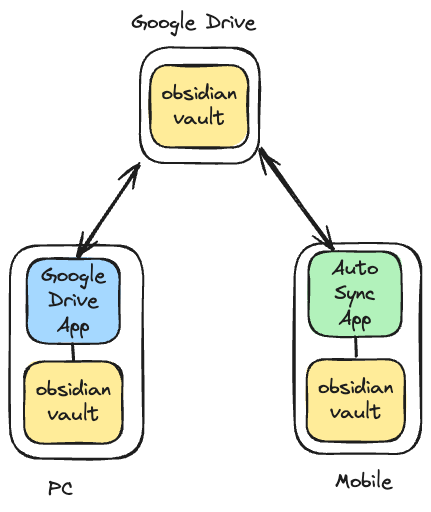 Google Drive
obsidian
vault
Google
Drive
App
obsidian
vault
PC
Auto
Sync
App
obsidian
vault
Mobile